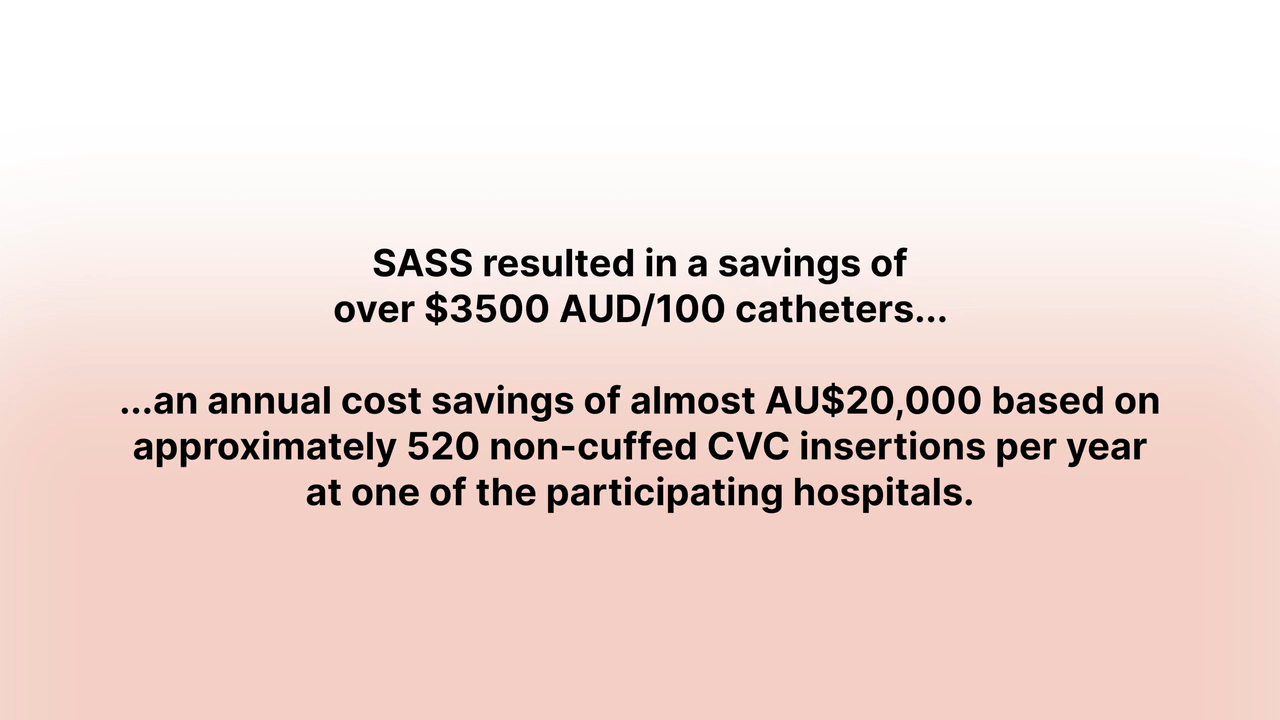 SASS resulted in a savings of
over $3500 AUD/100 catheters...
...an annual cost savings of almost AU$20,000 based on
approximately 520 non-cuffed CVC insertions per year
at one of the participating hospitals.